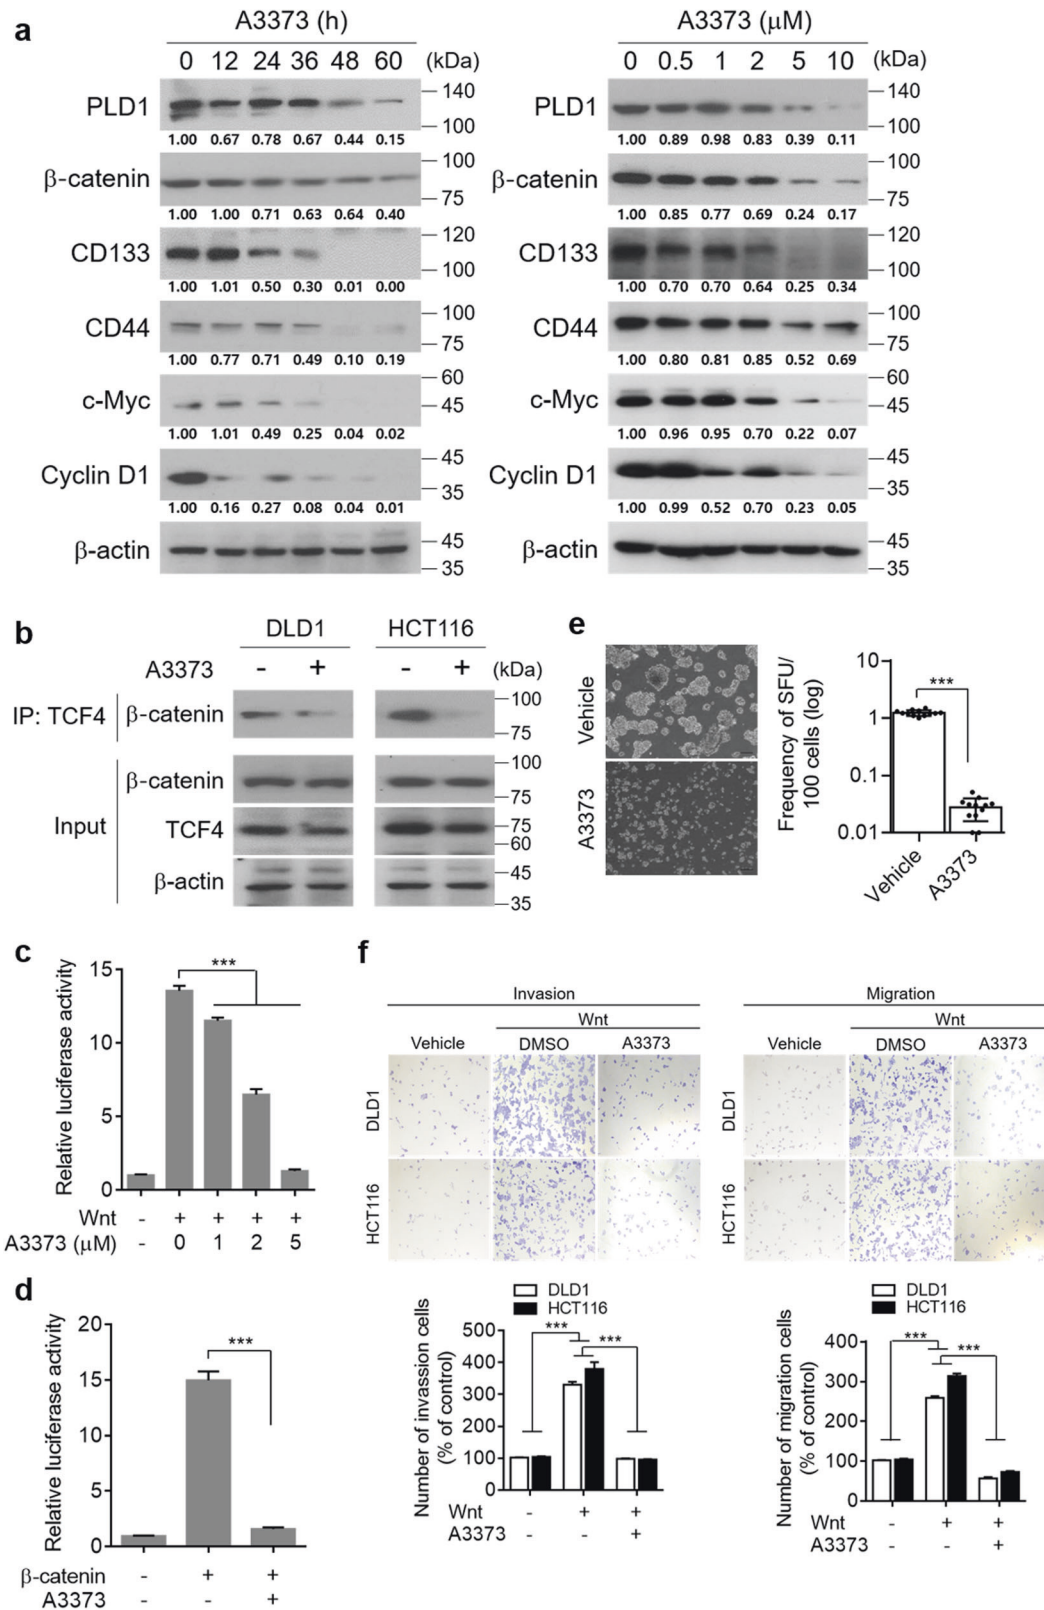 a
A3373 (h)
0 12 24 36 48 60 (kDa)
PLD1
140
100
1.00 0.67 0.78 0.67 0.44 0.15
β-catenin
100
75
1.00 1.00 0.71 0.63 0.64 0.40
CD133
120
100
1.00 1.01 0.50 0.30 0.01 0.00
CD44
100
75
1.00 0.77 0.71 0.49 0.10 0.19
c-Myc
60
45
1.00 1.01 0.49 0.25 0.04 0.02
Cyclin D1
45
35
1.00 0.16 0.27 0.08 0.04 0.01
β-actin
45
35
A3373 (μM)
0 0.5 1 2 5 10 (kDa)
PLD1
140
100
1.00 0.89 0.98 0.83 0.39 0.11
β-catenin
100
75
1.00 0.85 0.77 0.69 0.24 0.17
CD133
120
100
1.00 0.70 0.70 0.64 0.25 0.34
CD44
100
75
1.00 0.80 0.81 0.85 0.52 0.69
c-Myc
60
45
1.00 0.96 0.95 0.70 0.22 0.07
Cyclin D1
45
35
1.00 0.99 0.52 0.70 0.23 0.05
β-actin
45
35
b
DLD1 HCT116
A3373 - + - + (kDa)
IP: TCF4 β-catenin
100
75
Input
β-catenin
100
75
TCF4
75
60
β-actin
45
35
e
Vehicle
A3373
Frequency of SFU/
100 cells (log)
10
1
0.1
0.01
***
Vehicle
A3373
c
Relative luciferase activity
15
10
5
0
***
Wnt - + + + +
A3373 (μM) - 0 1 2 5
d
Relative luciferase activity
20
15
10
5
0
***
β-catenin - + +
A3373 - - +
f
Invasion
Wnt
Vehicle DMSO A3373
DLD1
HCT116
Migration
Wnt
Vehicle DMSO A3373
DLD1
HCT116
DLD1
HCT116
Number of invassion cells
(% of control)
500
400
300
200
100
0
*** ***
Wnt - + +
A3373 - - +
DLD1
HCT116
Number of migration cells
(% of control)
400
300
200
100
0
*** ***
Wnt - + +
A3373 - - +